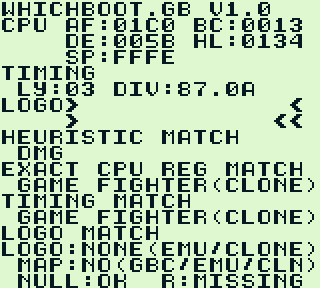 WHICHBOOT.GB V1.0
CPU AF:01C0 BC:0013
DE:005B HL:0134
SP:FFFE
TIMING
LY:03 DIV:87.0A
LOGO> <
> <<
HEURISTIC MATCH
DMG
EXACT CPU REG MATCH
GAME FIGHTER(CLONE)
TIMING MATCH
GAME FIGHTER(CLONE)
LOGO MATCH
LOGO:NONE(EMU/CLONE)
MAP:NO(GBC/EMU/CLN)
NULL:OK R:MISSING